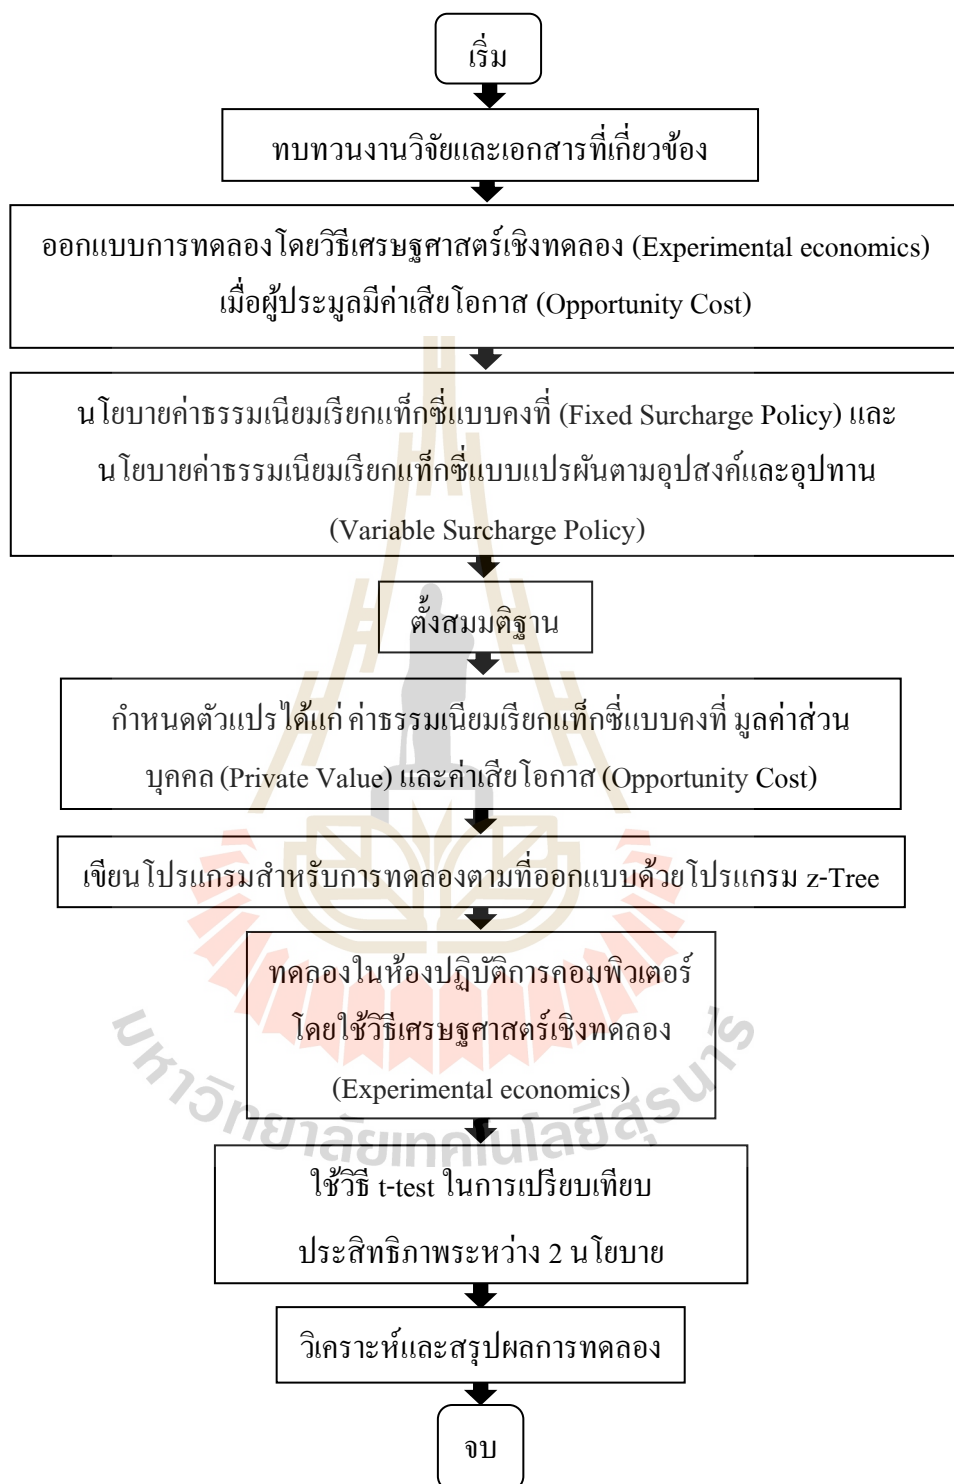 เริ่ม
ทบทวนงานวิจัยและเอกสารที่เกี่ยวข้อง
ออกแบบการทดลองโดยวิธีเศรษฐศาสตร์เชิงทดลอง (Experimental economics)
เมื่อผู้ประมูลมีค่าเสียโอกาส (Opportunity Cost)
นโยบายค่าธรรมเนียมเรียกแท็กซี่แบบคงที่ (Fixed Surcharge Policy) และ
นโยบายค่าธรรมเนียมเรียกแท็กซี่แบบแปรผันตามอุปสงค์และอุปทาน
(Variable Surcharge Policy)
ตั้งสมมติฐาน
กำหนดตัวแปร ได้แก่ ค่าธรรมเนียมเรียกแท็กซี่แบบคงที่ มูลค่าส่วน
บุคคล (Private Value) และค่าเสียโอกาส (Opportunity Cost)
เขียนโปรแกรมสำหรับการทดลองตามที่ออกแบบด้วยโปรแกรม z-Tree
ทดลองในห้องปฏิบัติการคอมพิวเตอร์
โดยใช้วิธีเศรษฐศาสตร์เชิงทดลอง
(Experimental economics)
มหาวิทยาลัยเทคโนโลยีสุรนารี
ใช้วิธี t-test ในการเปรียบเทียบ
ประสิทธิภาพระหว่าง 2 นโยบาย
วิเคราะห์และสรุปผลการทดลอง
จบ